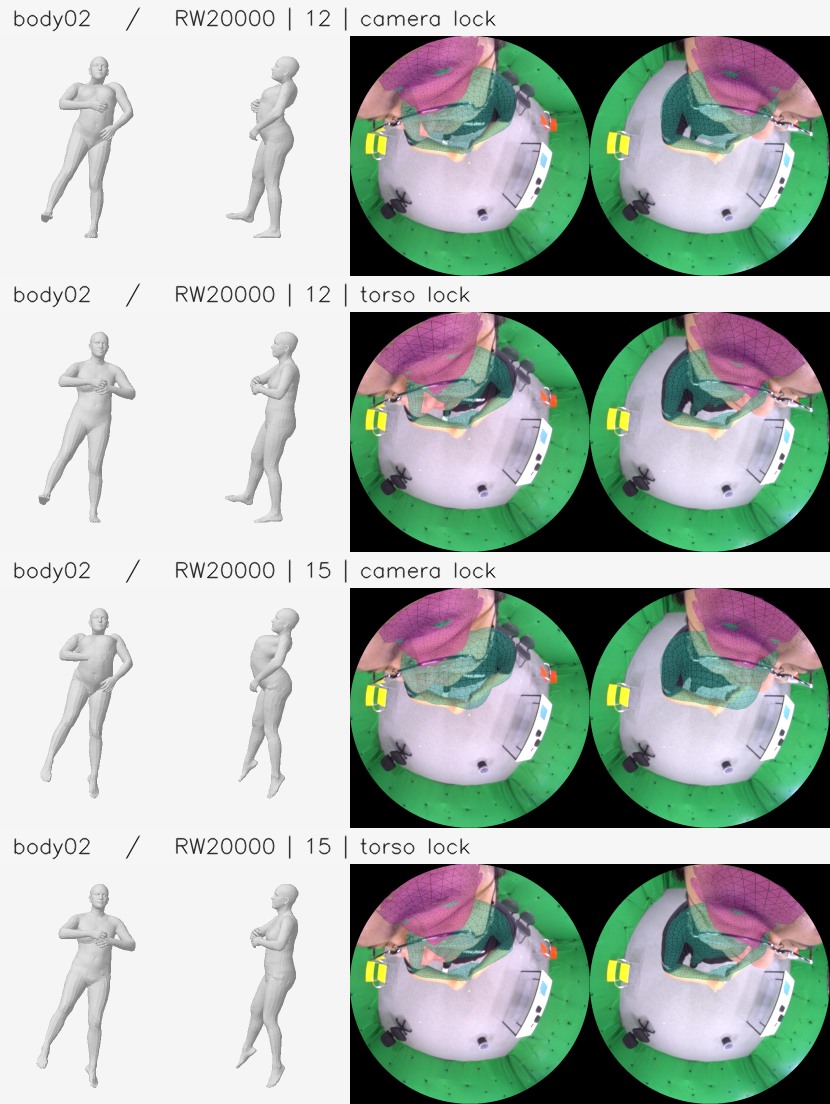 body02 / RW20000 | 12 | camera lock
body02 / RW20000 | 12 | torso lock
body02 / RW20000 | 15 | camera lock
body02 / RW20000 | 15 | torso lock